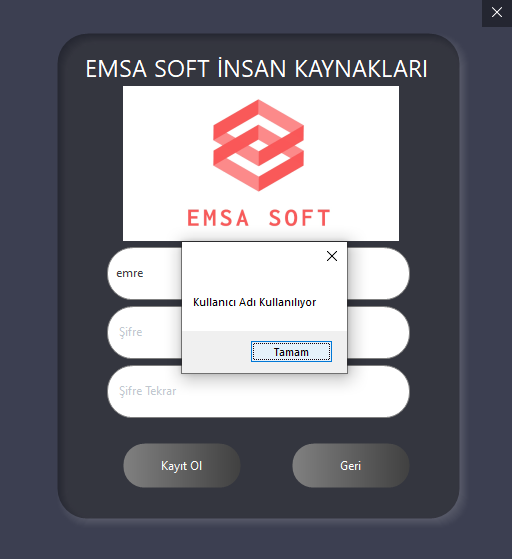 EMSA SOFT İNSAN KAYNAKLARI
EMSA SOFT
emre
Kullanıcı Adı Kullanılıyor
Şifre
Tamam
Şifre Tekrar
Kayıt Ol
Geri